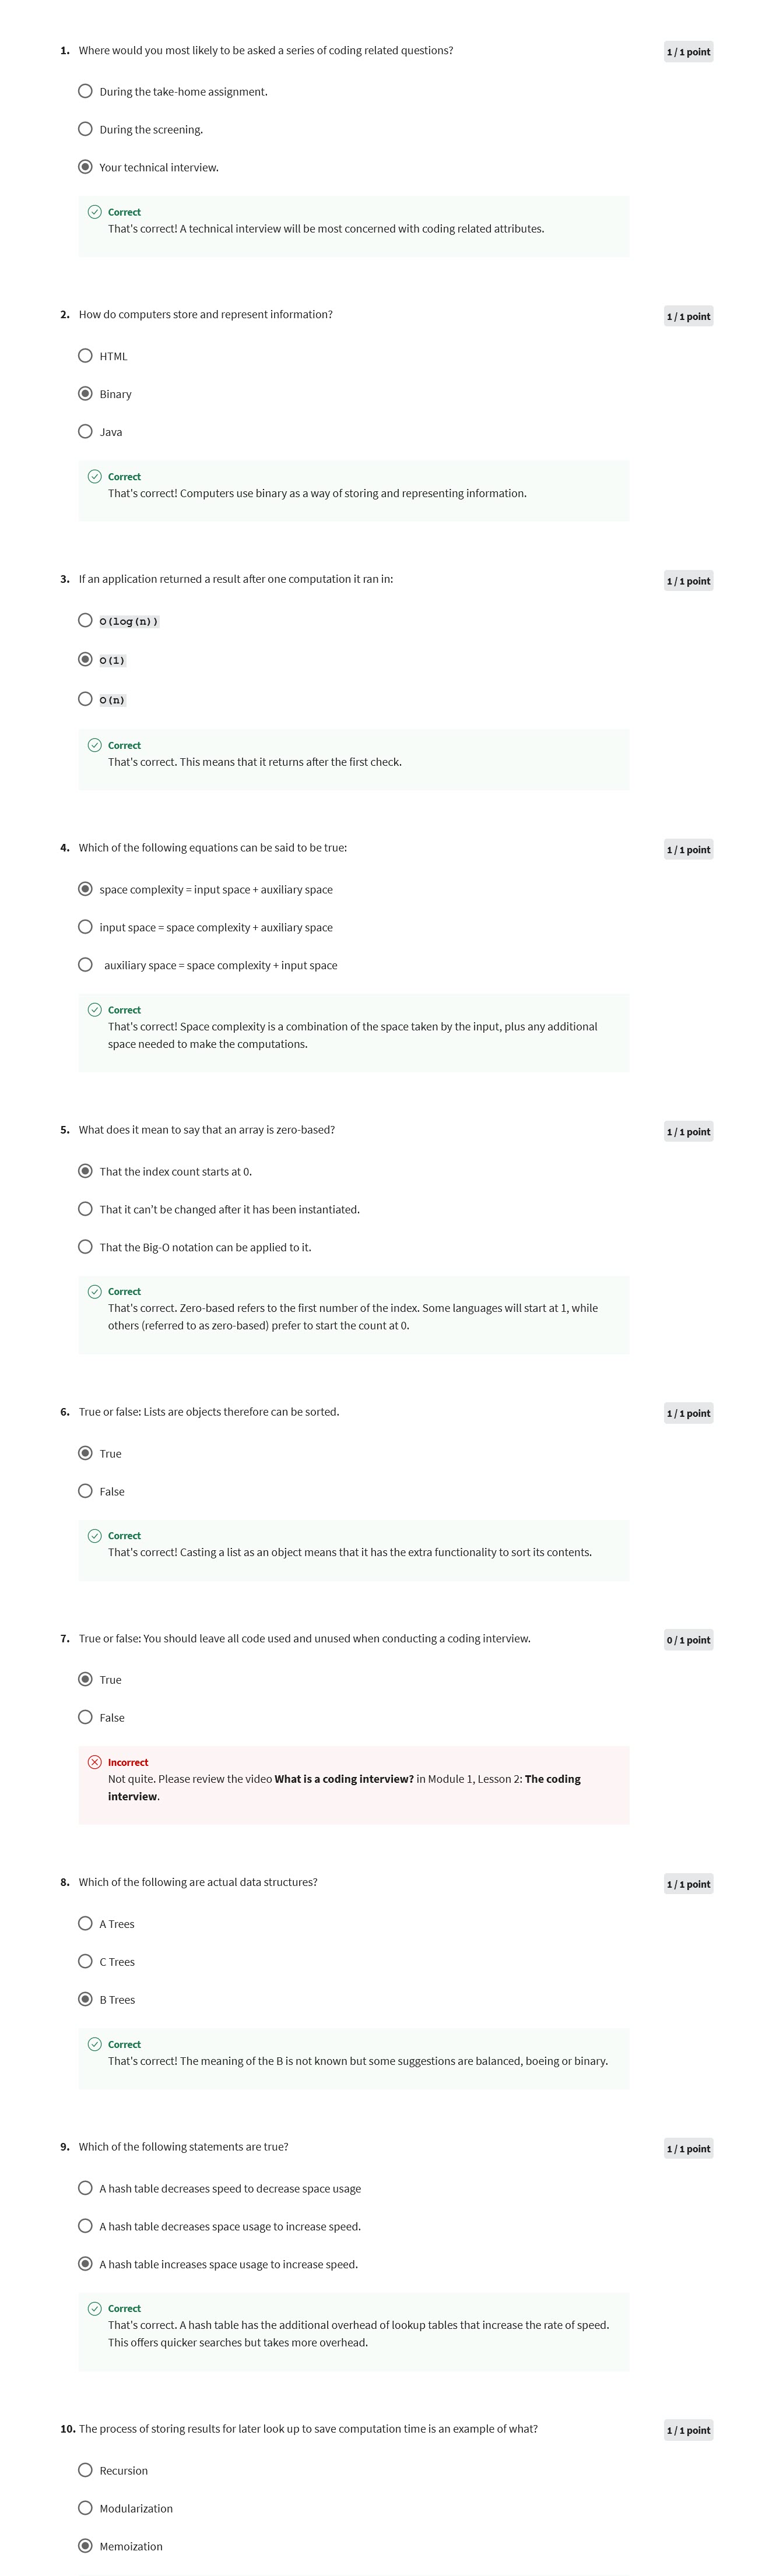 1. Where would you most likely to be asked a series of coding related questions?
1 / 1 point
During the take-home assignment.
During the screening.
Your technical interview.
Correct
That's correct! A technical interview will be most concerned with coding related attributes.
2. How do computers store and represent information?
1 / 1 point
HTML
Binary
Java
Correct
That's correct! Computers use binary as a way of storing and representing information.
3. If an application returned a result after one computation it ran in:
1 / 1 point
O(log(n))
O(1)
O(n)
Correct
That's correct. This means that it returns after the first check.
4. Which of the following equations can be said to be true:
1 / 1 point
space complexity = input space + auxiliary space
input space = space complexity + auxiliary space
auxiliary space = space complexity + input space
Correct
That's correct! Space complexity is a combination of the space taken by the input, plus any additional
space needed to make the computations.
5. What does it mean to say that an array is zero-based?
1 / 1 point
That the index count starts at 0.
That it can't be changed after it has been instantiated.
That the Big-O notation can be applied to it.
Correct
That's correct. Zero-based refers to the first number of the index. Some languages will start at 1, while
others (referred to as zero-based) prefer to start the count at 0.
6. True or false: Lists are objects therefore can be sorted.
1 / 1 point
True
False
Correct
That's correct! Casting a list as an object means that it has the extra functionality to sort its contents.
7. True or false: You should leave all code used and unused when conducting a coding interview.
0 / 1 point
True
False
Incorrect
Not quite. Please review the video What is a coding interview? in Module 1, Lesson 2: The coding
interview.
8. Which of the following are actual data structures?
1 / 1 point
A Trees
C Trees
B Trees
Correct
That's correct! The meaning of the B is not known but some suggestions are balanced, boeing or binary.
9. Which of the following statements are true?
1 / 1 point
A hash table decreases speed to decrease space usage
A hash table decreases space usage to increase speed.
A hash table increases space usage to increase speed.
Correct
That's correct. A hash table has the additional overhead of lookup tables that increase the rate of speed.
This offers quicker searches but takes more overhead.
10. The process of storing results for later look up to save computation time is an example of what?
1 / 1 point
Recursion
Modularization
Memoization